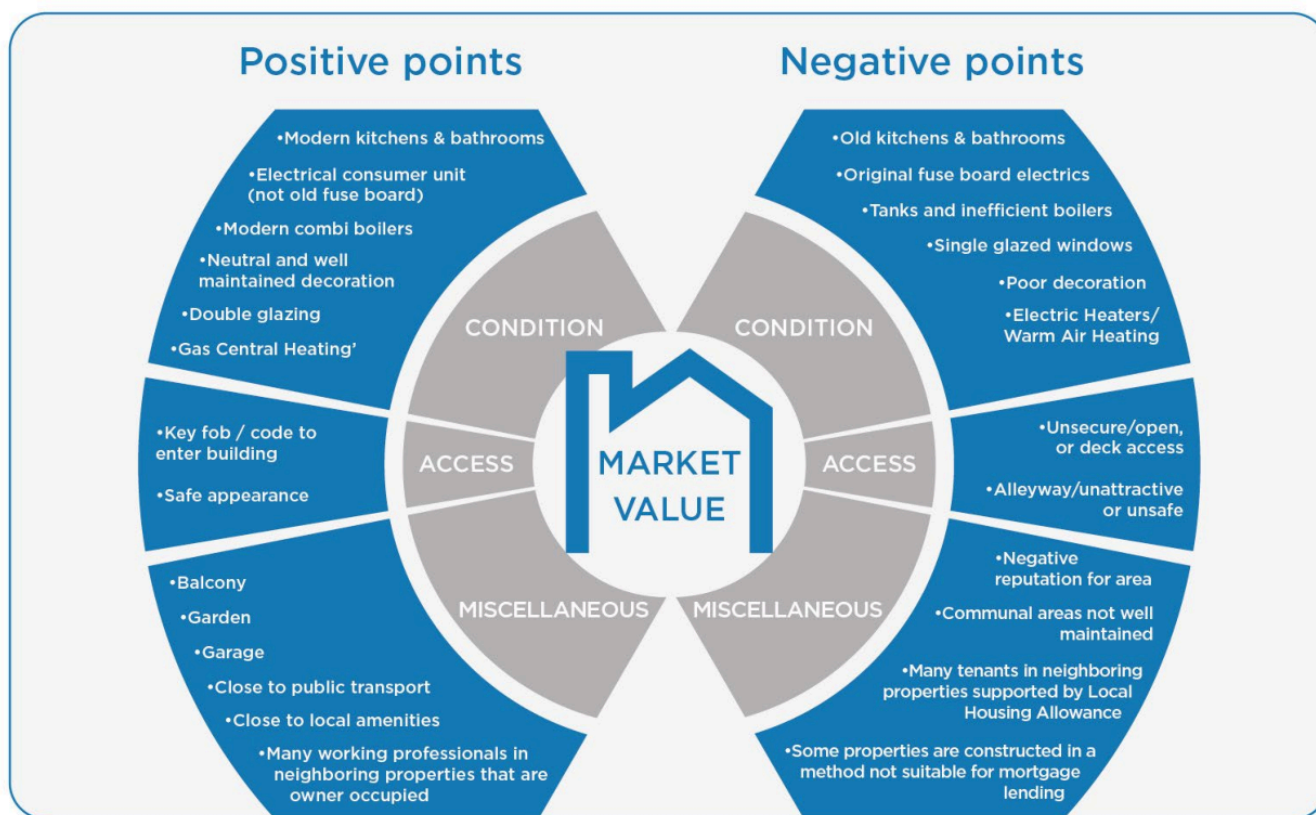 Positive points
•Modern kitchens & bathrooms
•Electrical consumer unit
(not old fuse board)
•Modern combi boilers
•Neutral and well
maintained decoration
•Double glazing
•Gas Central Heating’
CONDITION
•Key fob / code to
enter building
•Safe appearance
ACCESS
•Balcony
•Garden
•Garage
•Close to public transport
•Close to local amenities
•Many working professionals in
neighboring properties that are
owner occupied
MISCELLANEOUS
MARKET
VALUE
Negative points
•Old kitchens & bathrooms
•Original fuse board electrics
•Tanks and inefficient boilers
•Single glazed windows
•Poor decoration
•Electric Heaters/
Warm Air Heating
CONDITION
•Unsecure/open,
or deck access
•Alleyway/unattractive
or unsafe
ACCESS
•Negative
reputation for area
•Communal areas not well
maintained
•Many tenants in neighboring
properties supported by Local
Housing Allowance
•Some properties are constructed in a
method not suitable for mortgage
lending
MISCELLANEOUS